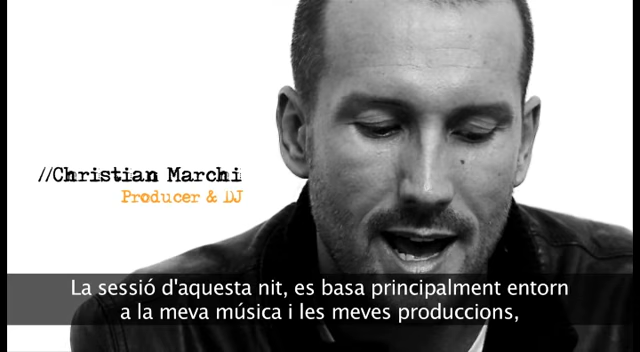 //Christian Marchi
Producer & DJ
La sessió d'aquesta nit, es basa principalment entorn
a la meva música i les meves produccions,